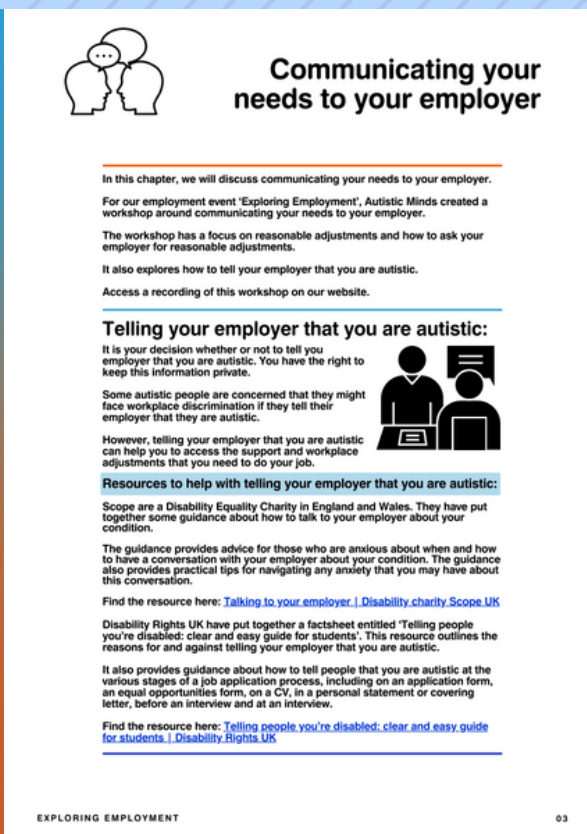 Communicating your
needs to your employer
In this chapter, we will discuss communicating your needs to your employer.
For our employment event 'Exploring Employment', Autistic Minds created a
workshop around communicating your needs to your employer.
The workshop has a focus on reasonable adjustments and how to ask your
employer for reasonable adjustments.
It also explores how to tell your employer that you are autistic.
Access a recording of this workshop on our website.
Telling your employer that you are autistic:
It is your decision whether or not to tell you
employer that you are autistic. You have the right to
keep this information private.
Some autistic people are concerned that they might
face workplace discrimination if they tell their
employer that they are autistic.
However, telling your employer that you are autistic
can help you to access the support and workplace
adjustments that you need to do your job.
Resources to help with telling your employer that you are autistic:
Scope are a Disability Equality Charity in England and Wales. They have put
together some guidance about how to talk to your employer about your
condition.
The guidance provides advice for those who are anxious about when and how
to have a conversation with your employer about your condition. The guidance
also provides practical tips for navigating any anxiety that you may have about
this conversation.
Find the resource here: Talking to your employer | Disability charity Scope UK
Disability Rights UK have put together a factsheet entitled 'Telling people
you're disabled: clear and easy guide for students'. This resource outlines the
reasons for and against telling your employer that you are autistic.
It also provides guidance about how to tell people that you are autistic at the
various stages of a job application process, including on an application form,
an equal opportunities form, on a CV, in a personal statement or covering
letter, before an interview and at an interview.
Find the resource here: Telling people you're disabled: clear and easy guide
for students | Disability Rights UK
EXPLORING EMPLOYMENT
03